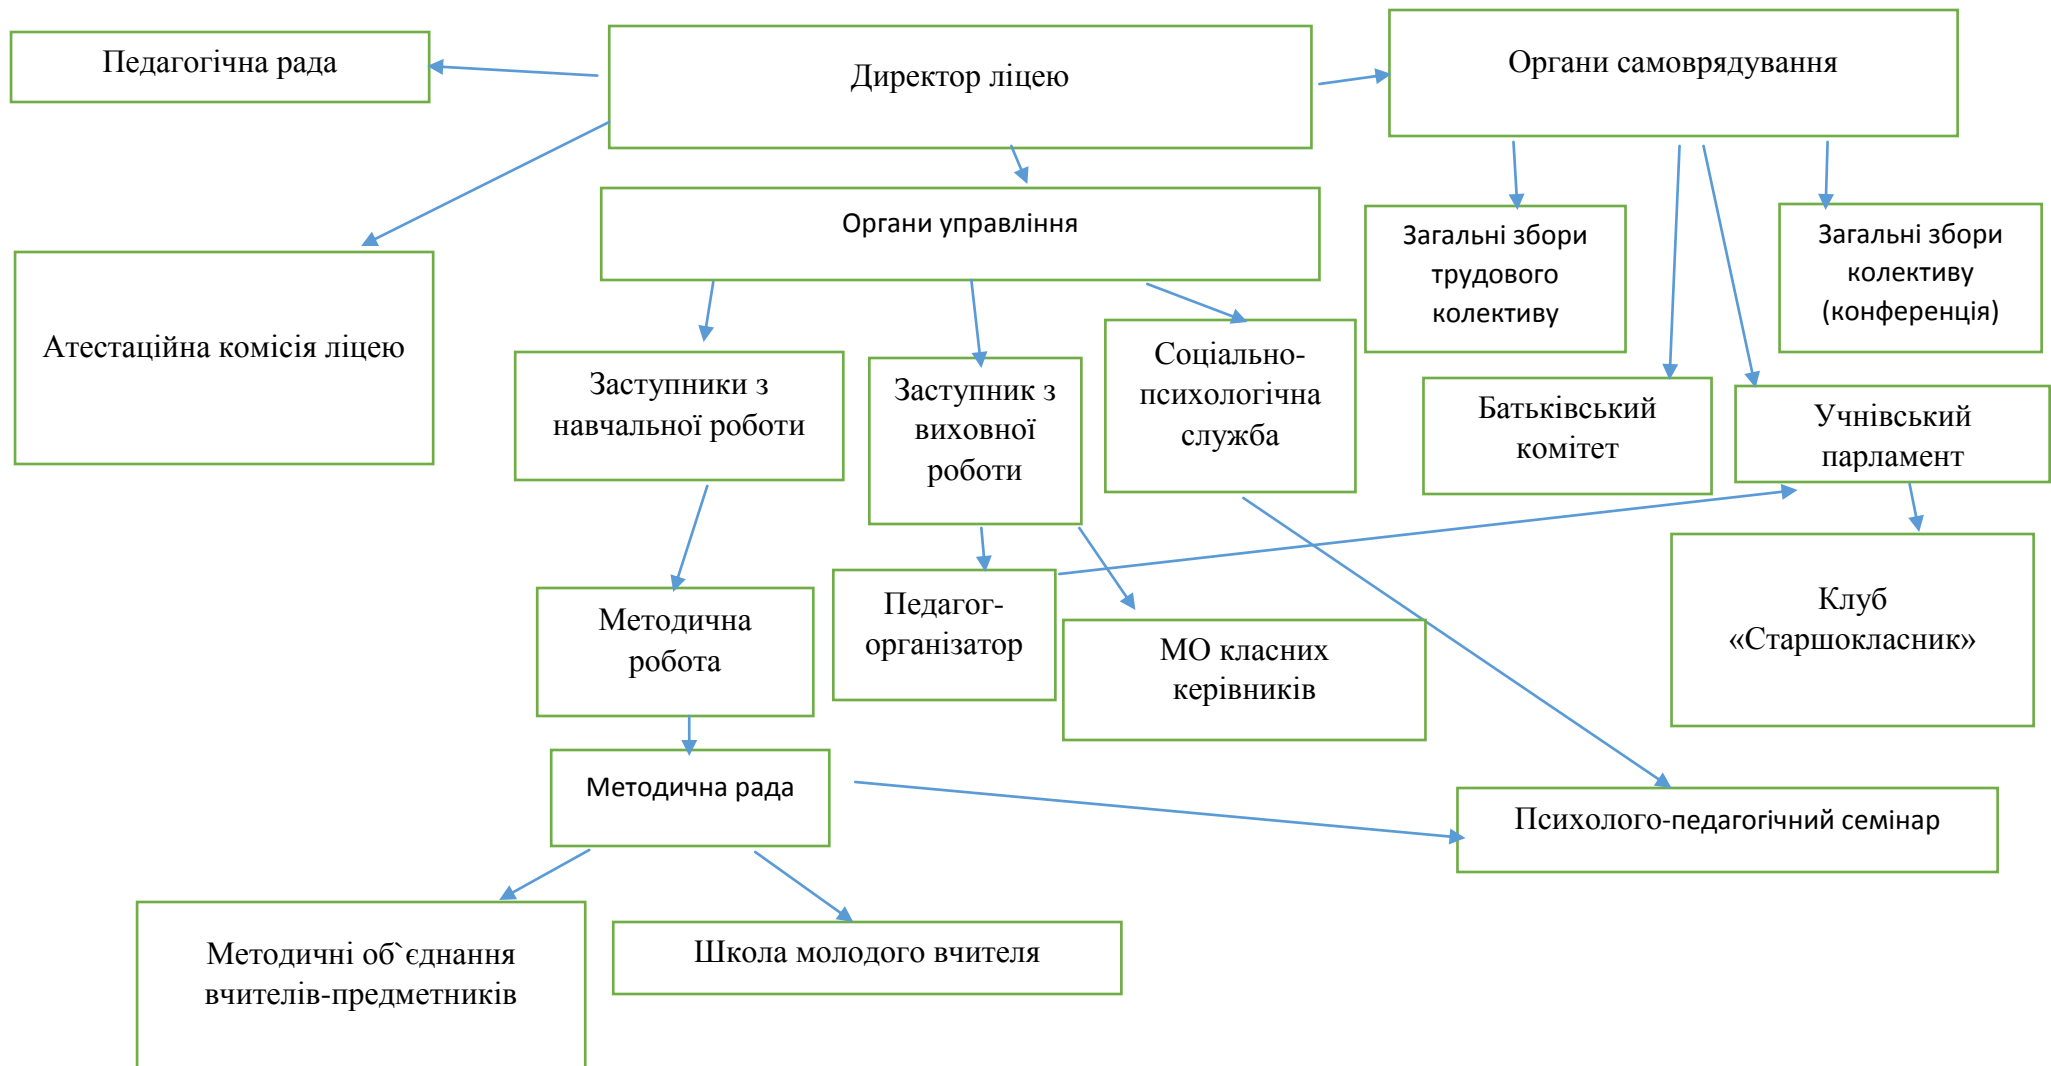 Педагогічна рада
Директор ліцею
Органи самоврядування
Органи управління
Загальні збори
трудового
колективу
Загальні збори
колективу
(конференція)
Атестаційна комісія ліцею
Заступники з
навчальної роботи
Заступник з
виховної
роботи
Соціально-
психологічна
служба
Батьківський
комітет
Учнівський
парламент
Методична
робота
Педагог-
організатор
МО класних
керівників
Клуб
«Старшокласник»
Методична рада
Психолого-педагогічний семінар
Методичні об`єднання
вчителів-предметників
Школа молодого вчителя